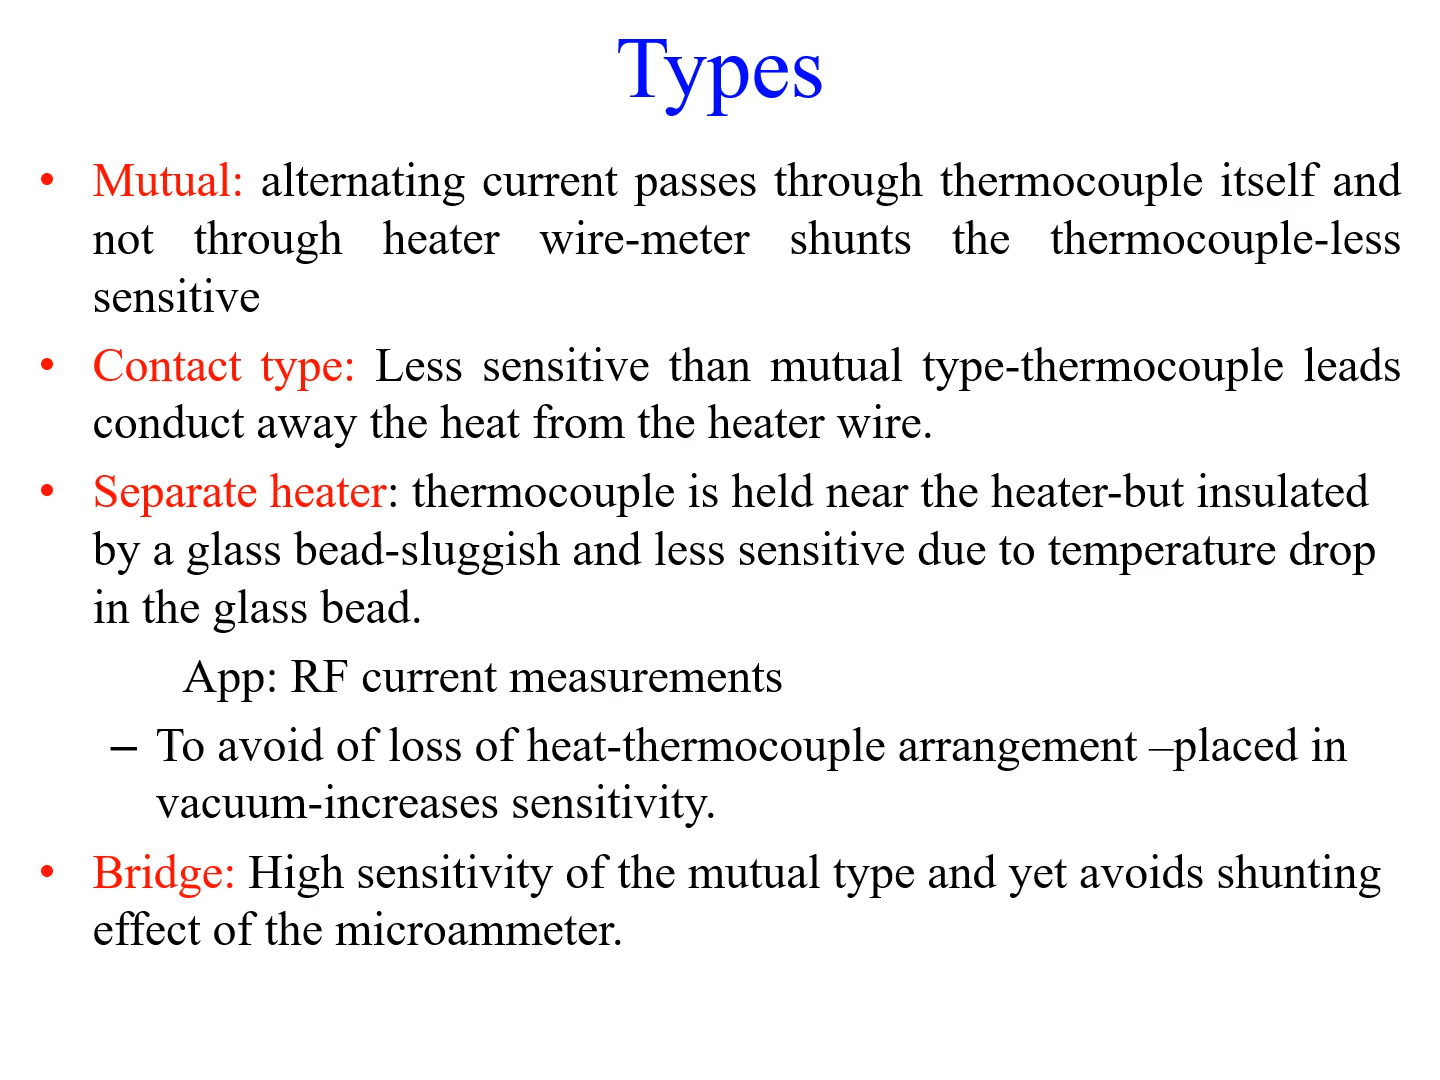 Types
• Mutual: alternating current passes through thermocouple itself and
not through heater wire-meter shunts the thermocouple-less
sensitive
• Contact type: Less sensitive than mutual type-thermocouple leads
conduct away the heat from the heater wire.
• Separate heater: thermocouple is held near the heater-but insulated
by a glass bead-sluggish and less sensitive due to temperature drop
in the glass bead.
App: RF current measurements
– To avoid of loss of heat-thermocouple arrangement –placed in
vacuum-increases sensitivity.
• Bridge: High sensitivity of the mutual type and yet avoids shunting
effect of the microammeter.